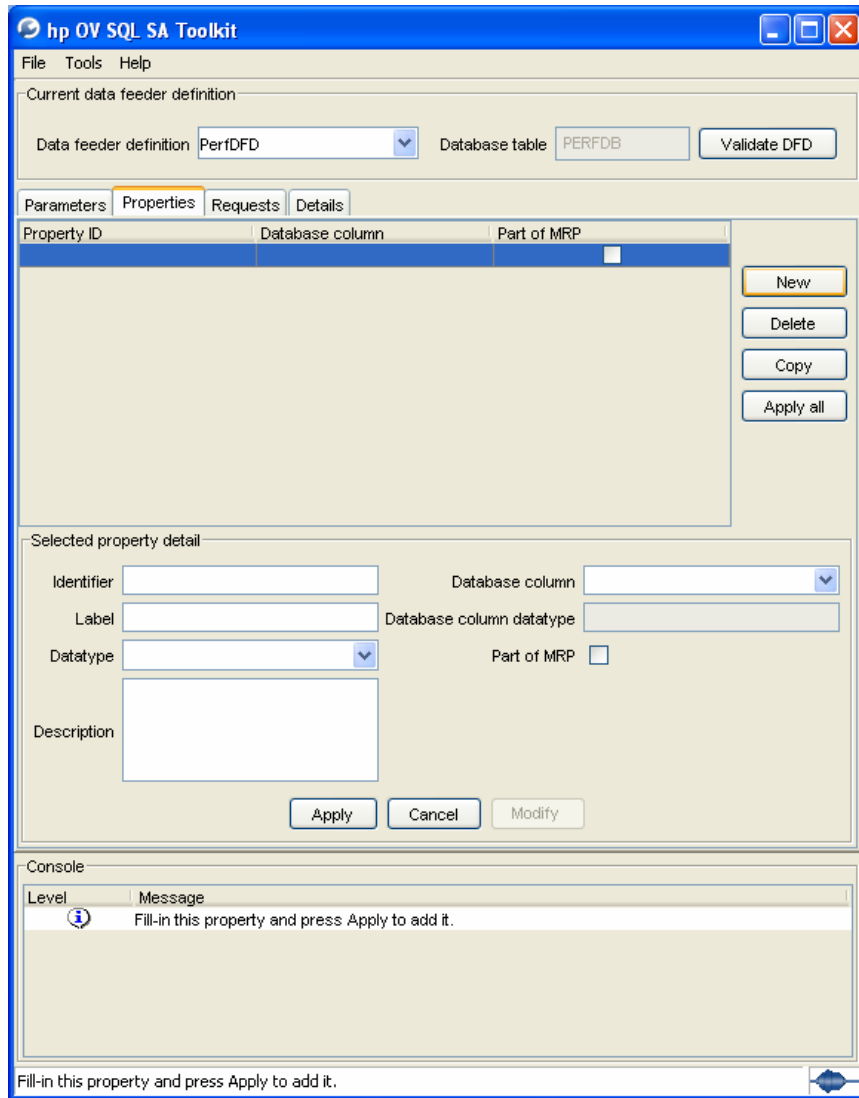 hp OV SQL SA Toolkit
File Tools Help
Current data feeder definition
Data feeder definition PerfDFD Database table PERFDB Validate DFD
Parameters Properties Requests Details
Property ID Database column Part of MRP
New
Delete
Copy
Apply all
Selected property detail
Identifier Database column
Label Database column datatype
Datatype Part of MRP
Description
Apply Cancel Modify
Console
Level Message
Fill-in this property and press Apply to add it.
Fill-in this property and press Apply to add it.